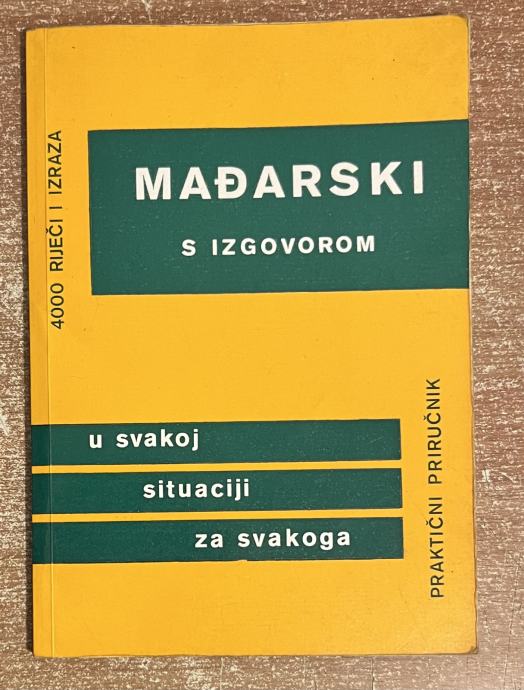 4000 RIJEČI I IZRAZA
MAĐARSKI
S IZGOVOROM
u svakoj
situaciji
za svakoga
PRAKTIČNI PRIRUČNIK